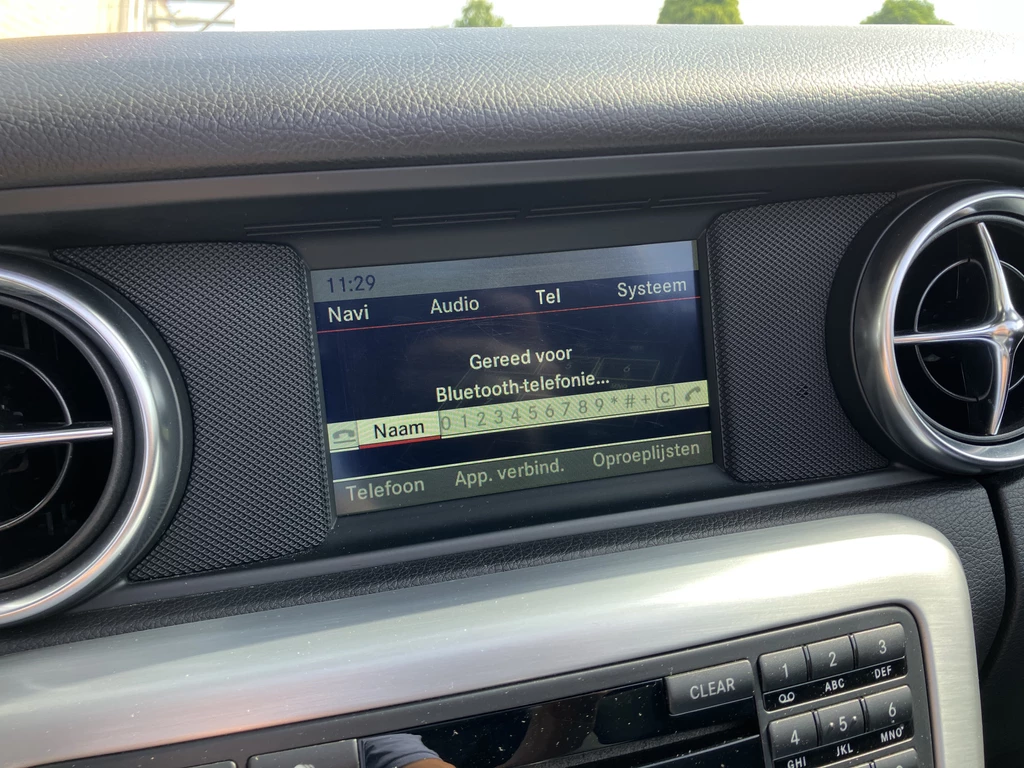 11:29
Navi Audio Tel Systeem
Gereed voor
Bluetooth-telefonie...
Naam 0 1 2 3 4 5 6 7 8 9 * # + C
Telefoon App. verbind. Oproeplijsten
CLEAR 1 2 3
ABC DEF
4 5 6
GHI JKL MNO